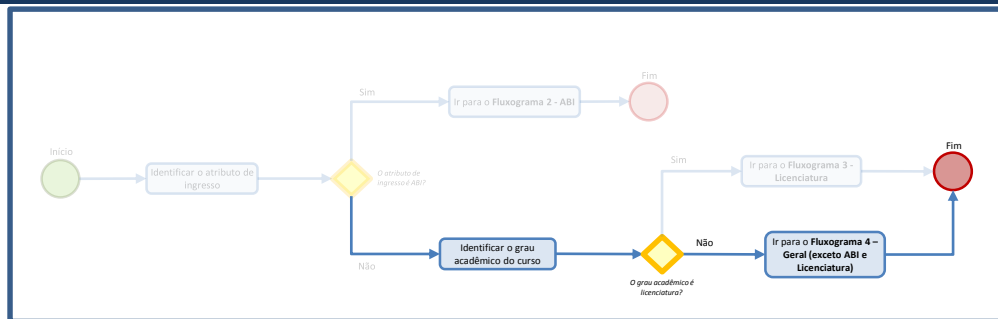 Início
Identificar o atributo de
ingresso
O atributo de
ingresso é ABI?
Sim
Ir para o Fluxograma 2 - ABI
Fim
Não
Identificar o grau
acadêmico do curso
O grau acadêmico é
licenciatura?
Sim
Ir para o Fluxograma 3 -
Licenciatura
Não
Ir para o Fluxograma 4 –
Geral (exceto ABI e
Licenciatura)
Fim